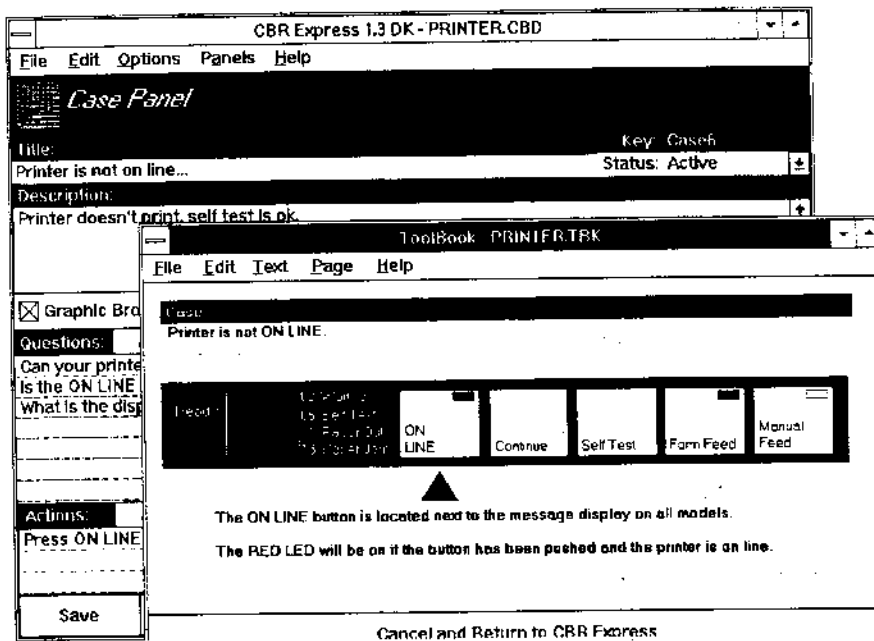 CBR Express 1.3 DK - PRINTER.CBD
File Edit Options Panels Help
Case Panel
Title: Key: Case6
Printer is not on line... Status: Active
Description:
Printer doesn't print, self test is ok.
ToolBook - PRINTER.TBK
File Edit Text Page Help
Graphic Bro
Questions:
Can your printe
Is the ON LINE
What is the disp
Actions:
Press ON LINE
Save
Case
Printer is not ON LINE.
ON LINE
Continue
Self Test
Form Feed
Manual Feed
The ON LINE button is located next to the message display on all models.
The RED LED will be on if the button has been pushed and the printer is on line.
Cancel and Return to CBR Express